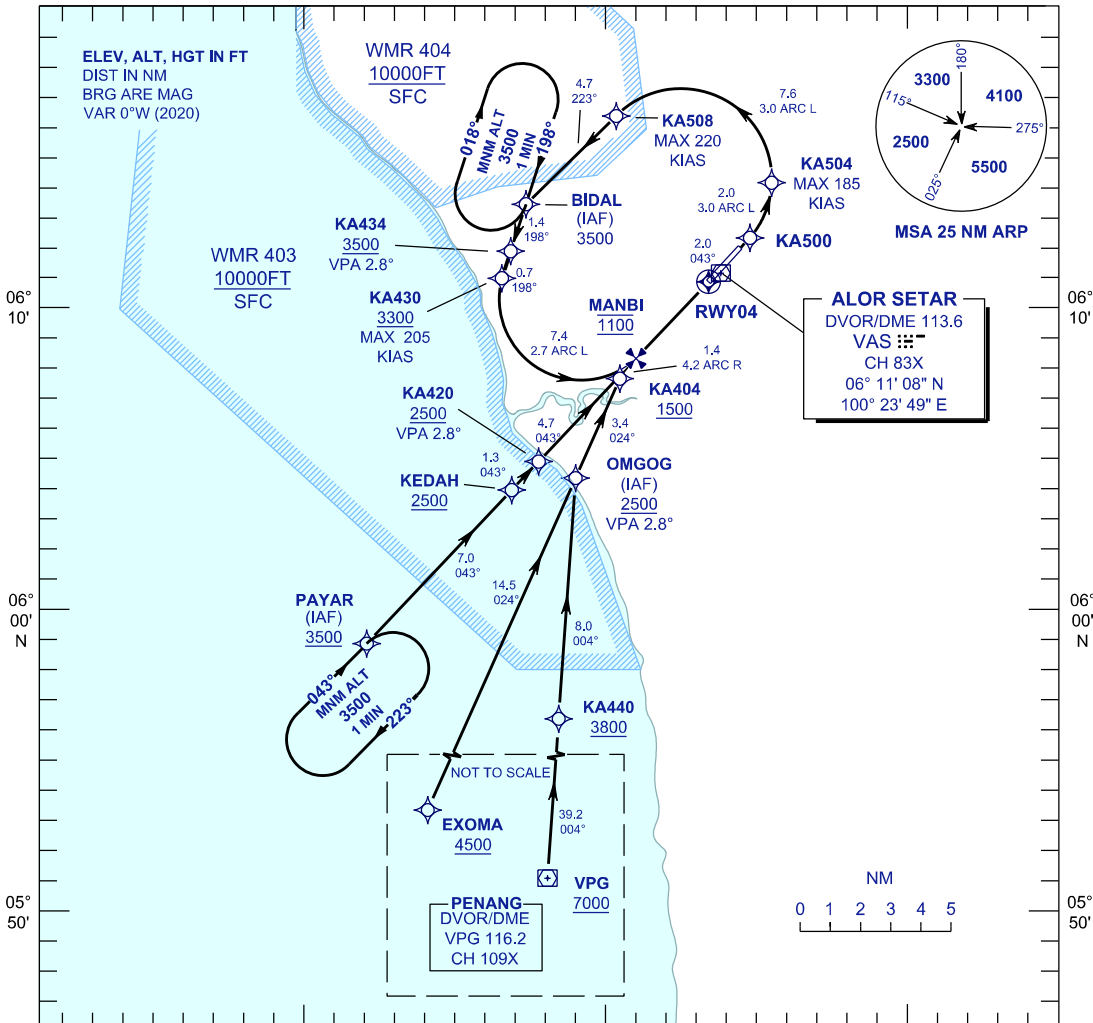 ELEV, ALT, HGT IN FT
DIST IN NM
BRG ARE MAG
VAR 0°W (2020)
WMR 404
10000FT
SFC
018°
MNM ALT
3500
1 MIN
198°
4.7
223°
KA508
MAX 220
KIAS
7.6
3.0 ARC L
KA504
MAX 185
KIAS
2.0
3.0 ARC L
KA500
2.0
043°
180°
3300
4100
115°
275°
2500
5500
025°
MSA 25 NM ARP
BIDAL
(IAF)
3500
1.4
198°
KA434
3500
VPA 2.8°
0.7
198°
KA430
3300
MAX 205
KIAS
WMR 403
10000FT
SFC
06°
10'
06°
10'
MANBI
1100
RWY04
ALOR SETAR
DVOR/DME 113.6
VAS
CH 83X
06° 11' 08" N
100° 23' 49" E
7.4
2.7 ARC L
1.4
4.2 ARC R
KA404
1500
KA420
2500
VPA 2.8°
4.7
043°
3.4
024°
1.3
043°
KEDAH
2500
OMGOG
(IAF)
2500
VPA 2.8°
7.0
043°
14.5
024°
8.0
004°
PAYAR
(IAF)
3500
06°
00'
N
06°
00'
N
043°
MNM ALT
3500
1 MIN
223°
KA440
3800
NOT TO SCALE
EXOMA
4500
39.2
004°
VPG
7000
PENANG
DVOR/DME
VPG 116.2
CH 109X
NM
0 1 2 3 4 5
05°
50'
05°
50'